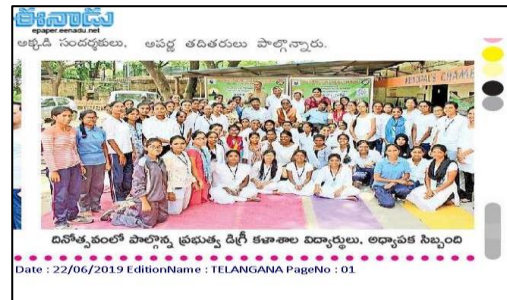 ఈనాడు
epaper.eenadu.net
అక్కడి సందర్శకులు, అపర్ణ తదితరులు పాల్గొన్నారు.
దినోత్సవంలో పాల్గొన్న ప్రభుత్వ డిగ్రీ కళాశాల విద్యార్థులు, అధ్యాపక సిబ్బంది
Date : 22/06/2019 EditionName : TELANGANA PageNo : 01